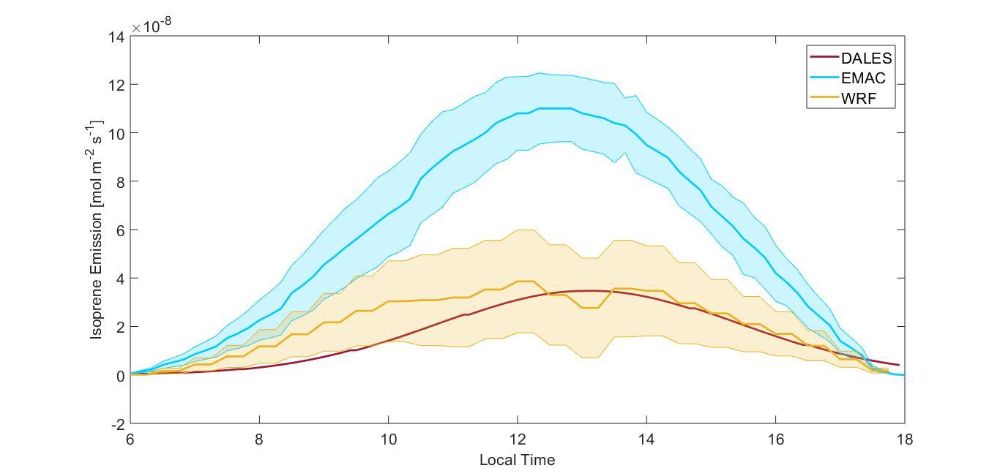 ×10-8
14
12
10
8
6
4
2
0
-2
6 8 10 12 14 16 18
Local Time
Isoprene Emission [mol m-2 s-1]
DALES
EMAC
WRF